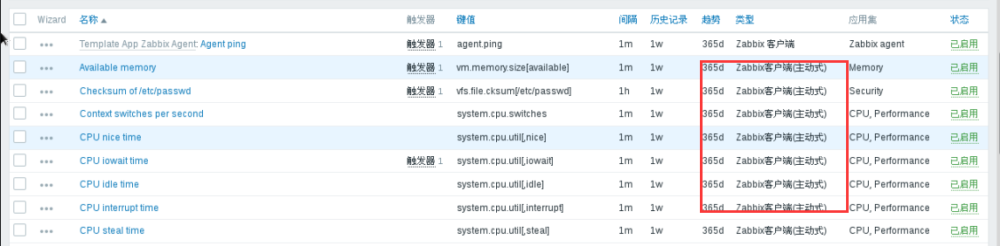 Wizard 名称 触发器 键值 间隔 历史记录 趋势 类型 应用集 状态
Template App Zabbix Agent: Agent ping 触发器 1 agent.ping 1m 1w 365d Zabbix 客户端 Zabbix agent 已启用
Available memory 触发器 1 vm.memory.size[available] 1m 1w 365d Zabbix客户端(主动式) Memory 已启用
Checksum of /etc/passwd 触发器 1 vfs.file.cksum[/etc/passwd] 1h 1w 365d Zabbix客户端(主动式) Security 已启用
Context switches per second system.cpu.switches 1m 1w 365d Zabbix客户端(主动式) CPU, Performance 已启用
CPU nice time system.cpu.util[,nice] 1m 1w 365d Zabbix客户端(主动式) CPU, Performance 已启用
CPU iowait time 触发器 1 system.cpu.util[,iowait] 1m 1w 365d Zabbix客户端(主动式) CPU, Performance 已启用
CPU idle time system.cpu.util[,idle] 1m 1w 365d Zabbix客户端(主动式) CPU, Performance 已启用
CPU interrupt time system.cpu.util[,interrupt] 1m 1w 365d Zabbix客户端(主动式) CPU, Performance 已启用
CPU steal time system.cpu.util[,steal] 1m 1w 365d Zabbix客户端(主动式) CPU, Performance 已启用